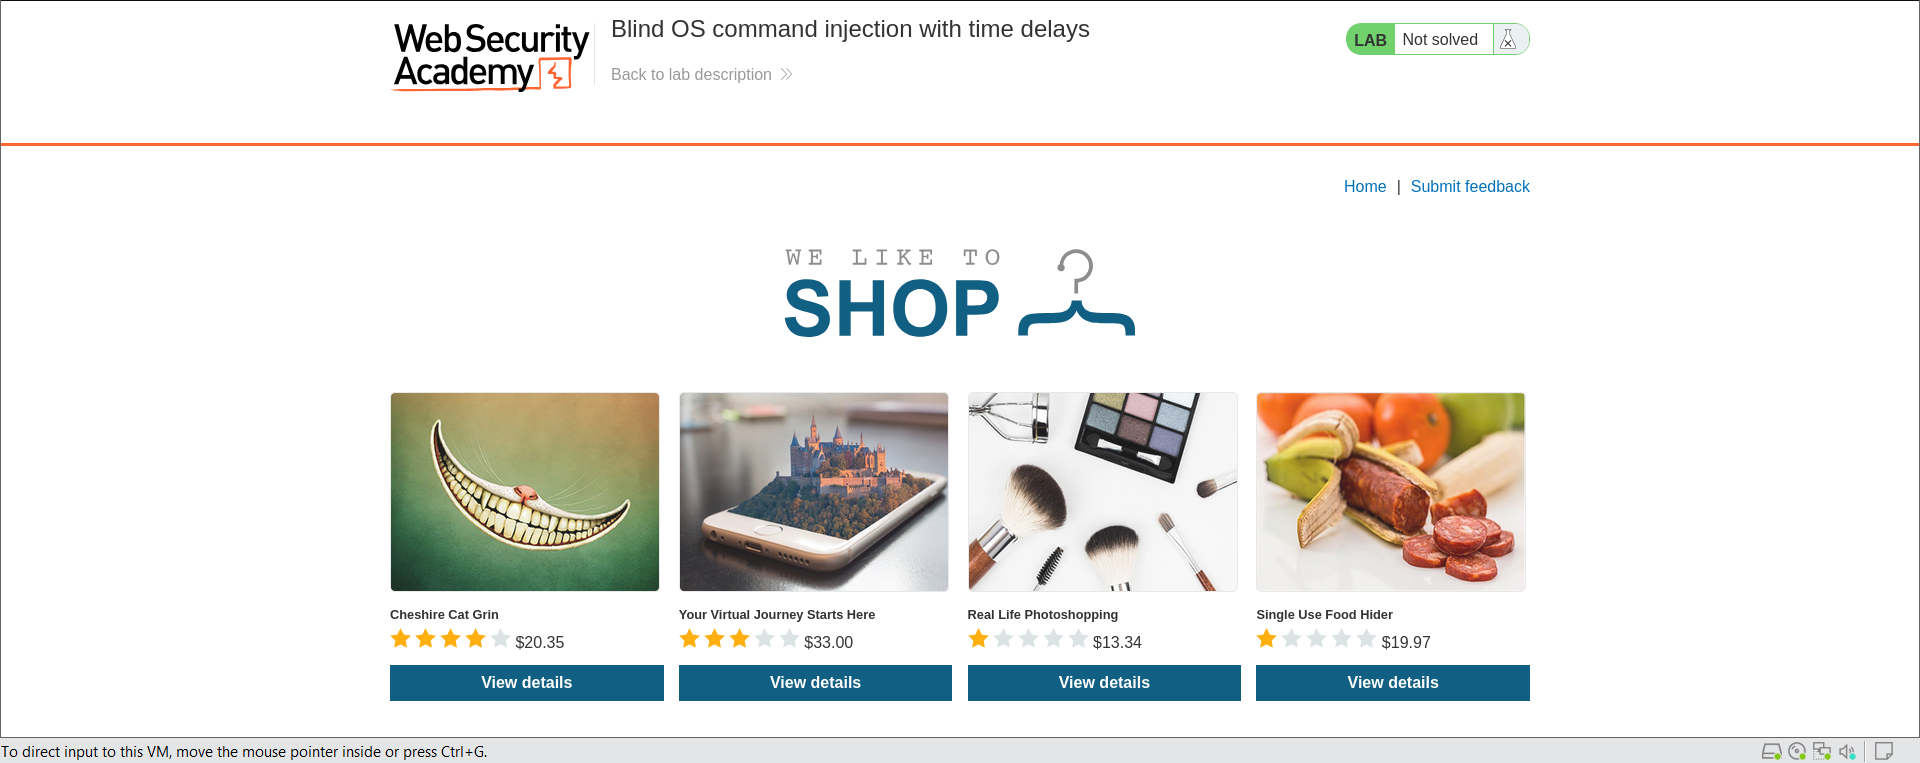 Web Security
Academy
Blind OS command injection with time delays
Back to lab description
LAB Not solved
Home | Submit feedback
WE LIKE TO
SHOP
Cheshire Cat Grin
$20.35
View details
Your Virtual Journey Starts Here
$33.00
View details
Real Life Photoshopping
$13.34
View details
Single Use Food Hider
$19.97
View details
To direct input to this VM, move the mouse pointer inside or press Ctrl+G.